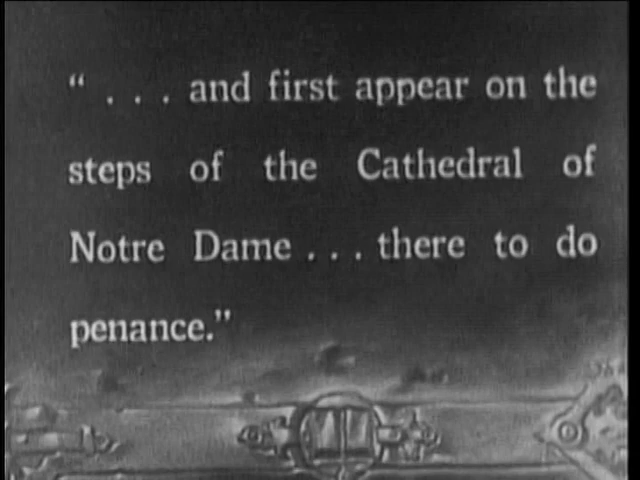 “ . . . and first appear on the
steps of the Cathedral of
Notre Dame . . . there to do
penance.”